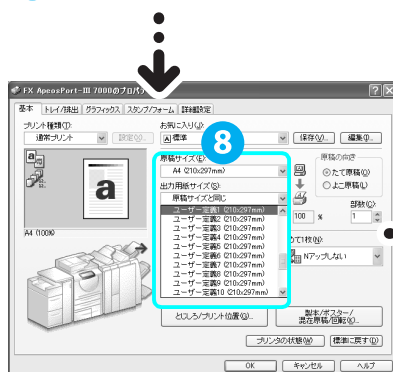 FX ApeosPort-III 7000のプロパティ
基本 トレイ/排出 グラフィックス スタンプ/フォーム 詳細設定
プリント種類(T):
通常プリント
設定(Q)...
お気に入り(J):
標準
保存(V)...
編集(I)...
8
原稿サイズ(E):
A4 (210x297mm)
出力用紙サイズ(S):
原稿サイズと同じ
ユーザー定義1 (210x297mm)
ユーザー定義2 (210x297mm)
ユーザー定義3 (210x297mm)
ユーザー定義4 (210x297mm)
ユーザー定義5 (210x297mm)
ユーザー定義6 (210x297mm)
ユーザー定義7 (210x297mm)
ユーザー定義8 (210x297mm)
ユーザー定義9 (210x297mm)
ユーザー定義10 (210x297mm)
原稿の向き
たて原稿(Q)
よこ原稿(L)
100 %
部数(C):
1
めて1枚(N):
Nアップしない
a
A4 (100%)
とじしろ/プリント位置(G)...
製本/ポスター/
混在原稿/回転(X)...
プリンタの状態(W)
標準に戻す(D)
OK
キャンセル
ヘルプ